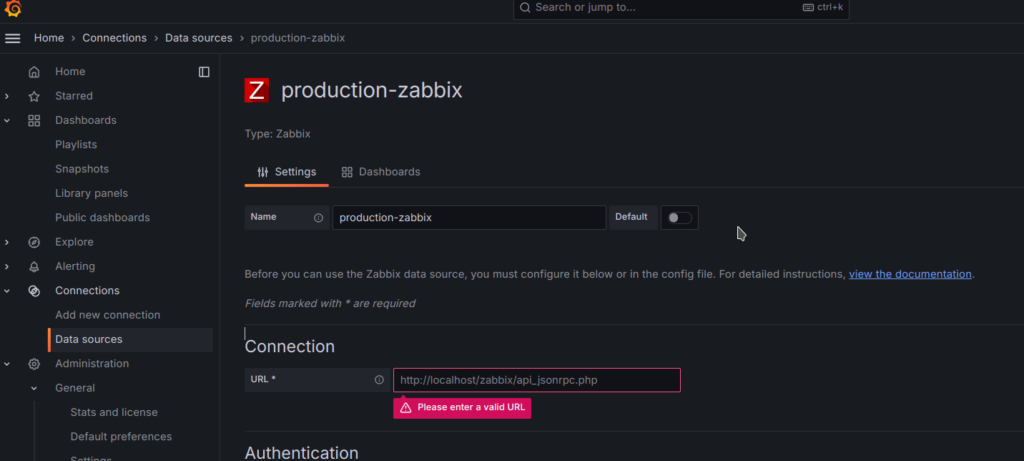 Search or jump to...
ctrl+k
Home › Connections › Data sources › production-zabbix
Home
Starred
Dashboards
Playlists
Snapshots
Library panels
Public dashboards
Explore
Alerting
Connections
Add new connection
Data sources
Administration
General
Stats and license
Default preferences
Settings
Z production-zabbix
Type: Zabbix
Settings
Dashboards
Name
production-zabbix
Default
Before you can use the Zabbix data source, you must configure it below or in the config file. For detailed instructions, view the documentation.
Fields marked with * are required
Connection
URL *
http://localhost/zabbix/api_jsonrpc.php
Please enter a valid URL
Authentication